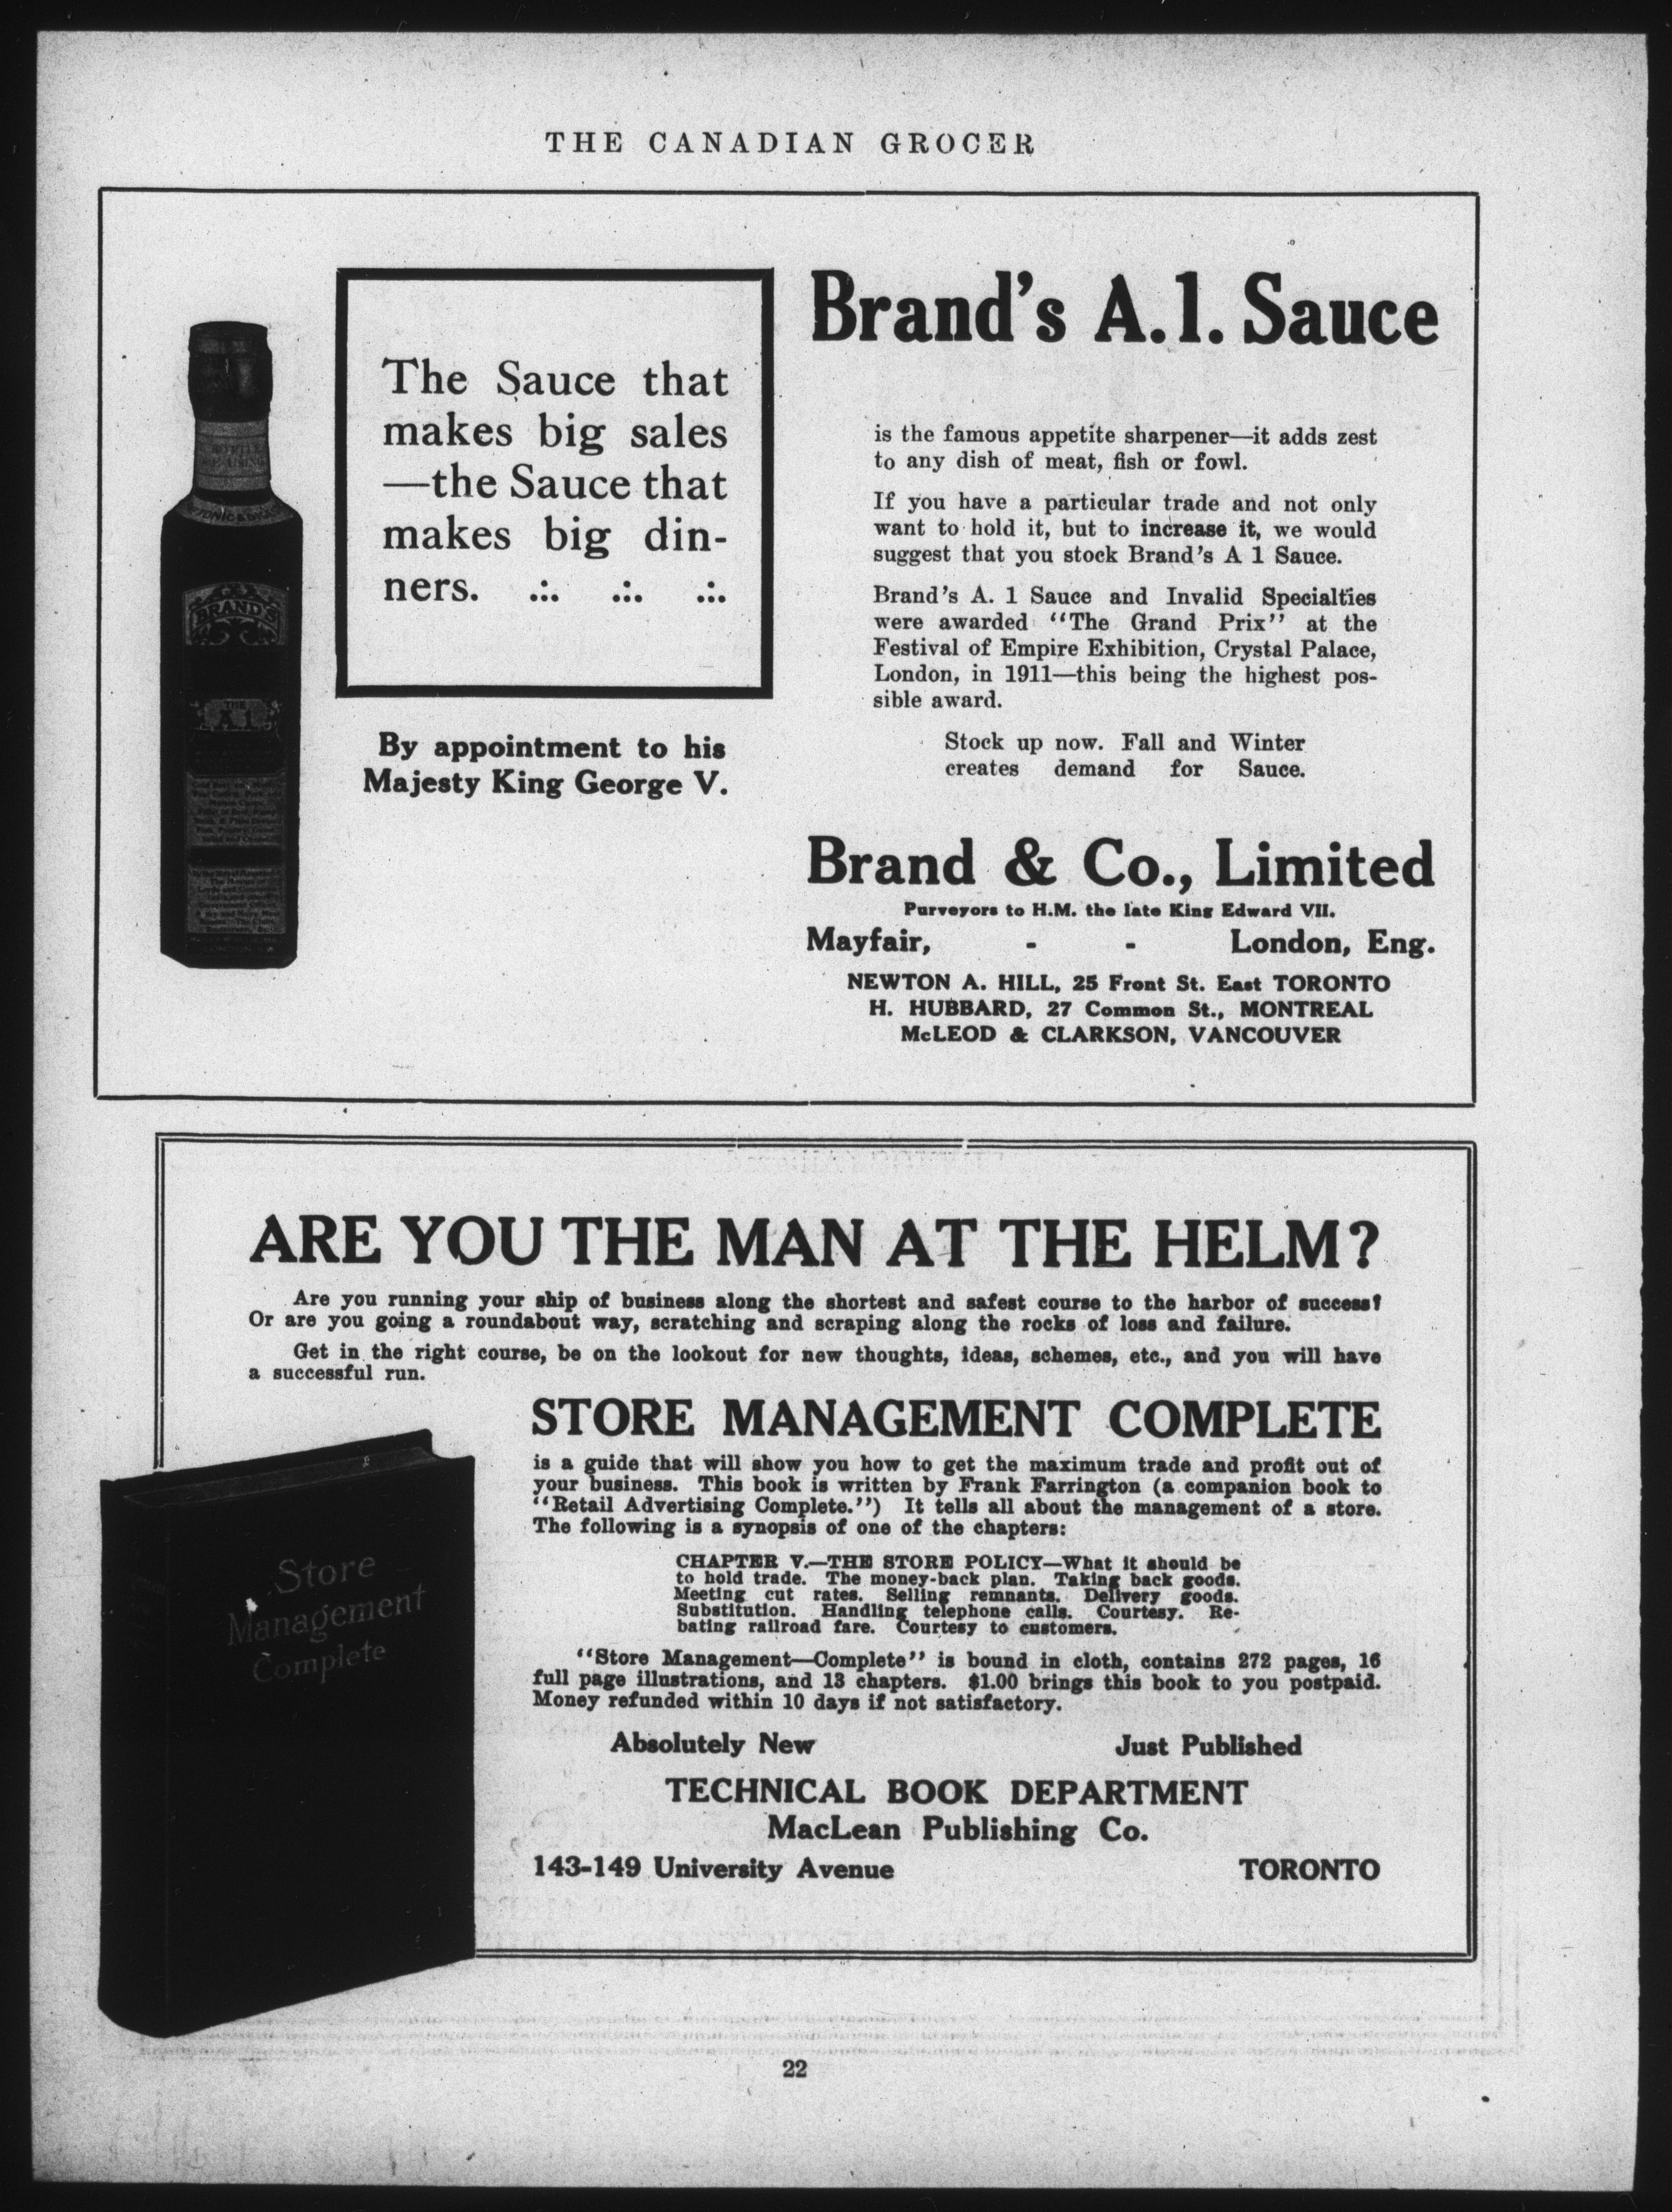 THE CANADIAN GROCER
BRAND'S
THE
A.1.
The Sauce that
makes big sales
—the Sauce that
makes big din-
ners. .:. .:. .:.
By appointment to his
Majesty King George V.
Brand's A.1. Sauce
is the famous appetite sharpener—it adds zest
to any dish of meat, fish or fowl.
If you have a particular trade and not only
want to hold it, but to increase it, we would
suggest that you stock Brand's A 1 Sauce.
Brand's A. 1 Sauce and Invalid Specialties
were awarded "The Grand Prix" at the
Festival of Empire Exhibition, Crystal Palace,
London, in 1911—this being the highest pos-
sible award.
Stock up now. Fall and Winter
creates demand for Sauce.
Brand & Co., Limited
Purveyors to H.M. the late King Edward VII.
Mayfair, - - London, Eng.
NEWTON A. HILL, 25 Front St. East TORONTO
H. HUBBARD, 27 Common St., MONTREAL
McLEOD & CLARKSON, VANCOUVER
ARE YOU THE MAN AT THE HELM?
Are you running your ship of business along the shortest and safest course to the harbor of success?
Or are you going a roundabout way, scratching and scraping along the rocks of loss and failure.
Get in the right course, be on the lookout for new thoughts, ideas, schemes, etc., and you will have
a successful run.
Store
Management
Complete
STORE MANAGEMENT COMPLETE
is a guide that will show you how to get the maximum trade and profit out of
your business. This book is written by Frank Farrington (a companion book to
"Retail Advertising Complete.") It tells all about the management of a store.
The following is a synopsis of one of the chapters:
CHAPTER V.—THE STORE POLICY—What it should be
to hold trade. The money-back plan. Taking back goods.
Meeting cut rates. Selling remnants. Delivery goods.
Substitution. Handling telephone calls. Courtesy. Re-
bating railroad fare. Courtesy to customers.
"Store Management—Complete" is bound in cloth, contains 272 pages, 16
full page illustrations, and 13 chapters. $1.00 brings this book to you postpaid.
Money refunded within 10 days if not satisfactory.
Absolutely New Just Published
TECHNICAL BOOK DEPARTMENT
MacLean Publishing Co.
143-149 University Avenue TORONTO
22